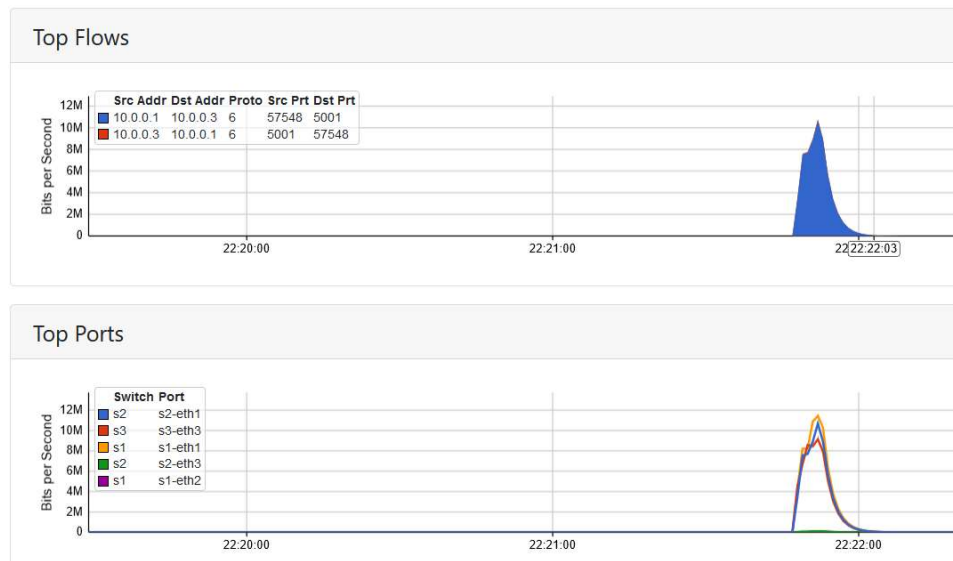 Top Flows
Src Addr Dst Addr Proto Src Prt Dst Prt
10.0.0.1 10.0.0.3 6 57548 5001
10.0.0.3 10.0.0.1 6 5001 57548
Bits per Second
12M
10M
8M
6M
4M
2M
0
22:20:00
22:21:00
22:22:03
Top Ports
Switch Port
s2 s2-eth1
s3 s3-eth3
s1 s1-eth1
s2 s2-eth3
s1 s1-eth2
Bits per Second
12M
10M
8M
6M
4M
2M
0
22:20:00
22:21:00
22:22:00